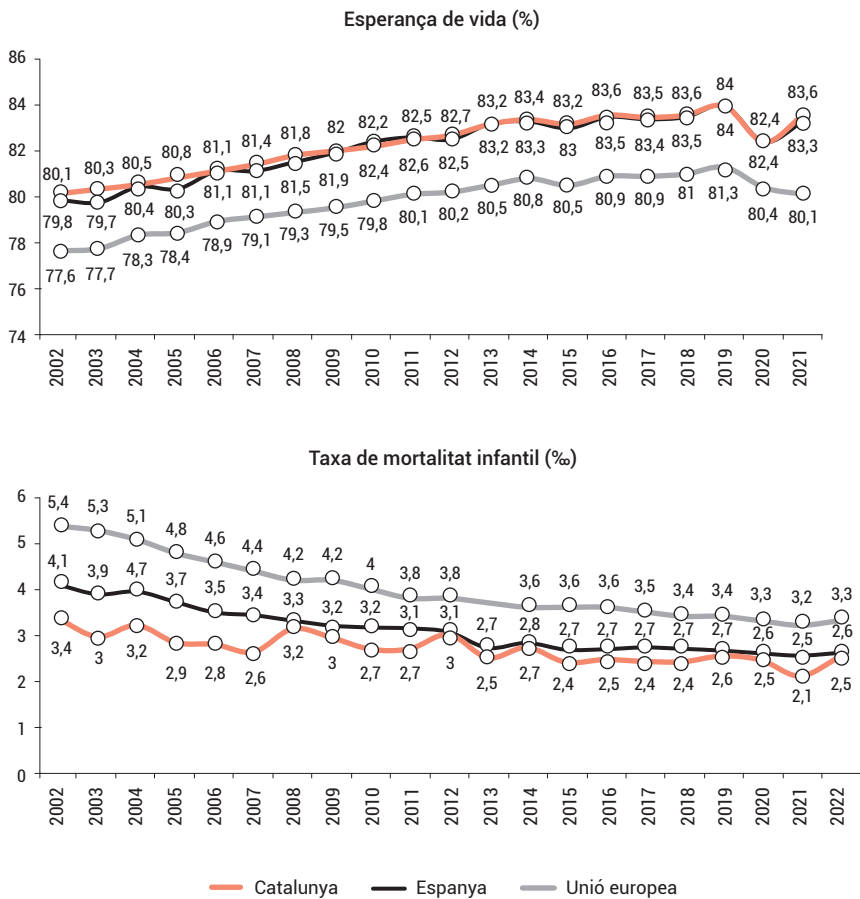 Esperança de vida (%)
86
84
82
80
78
76
74
80,1 80,3 80,5 80,8 81,1 81,4 81,8 82 82,2 82,5 82,7 83,2 83,4 83,2 83,6 83,5 83,6 84 82,4 83,6
79,8 79,7 80,4 80,3 81,1 81,1 81,5 81,9 82,4 82,6 82,5 83,2 83,3 83 83,5 83,4 83,5 84 82,4 83,3
77,6 77,7 78,3 78,4 78,9 79,1 79,3 79,5 79,8 80,1 80,2 80,5 80,8 80,5 80,9 80,9 81 81,3 80,4 80,1
2002 2003 2004 2005 2006 2007 2008 2009 2010 2011 2012 2013 2014 2015 2016 2017 2018 2019 2020 2021
Taxa de mortalitat infantil (‰)
6
5
4
3
2
1
0
5,4 5,3 5,1 4,8 4,6 4,4 4,2 4,2 4 3,8 3,8 3,6 3,6 3,6 3,5 3,4 3,4 3,3 3,2 3,3
4,1 3,9 4,7 3,7 3,5 3,4 3,3 3,2 3,2 3,1 3,1 2,7 2,8 2,7 2,7 2,7 2,7 2,7 2,6 2,5 2,6
3,4 3 3,2 2,9 2,8 2,6 3,2 3 2,7 2,7 3 2,5 2,7 2,4 2,5 2,4 2,4 2,6 2,5 2,1 2,5
2002 2003 2004 2005 2006 2007 2008 2009 2010 2011 2012 2013 2014 2015 2016 2017 2018 2019 2020 2021 2022
Catalunya Espanya Unió europea